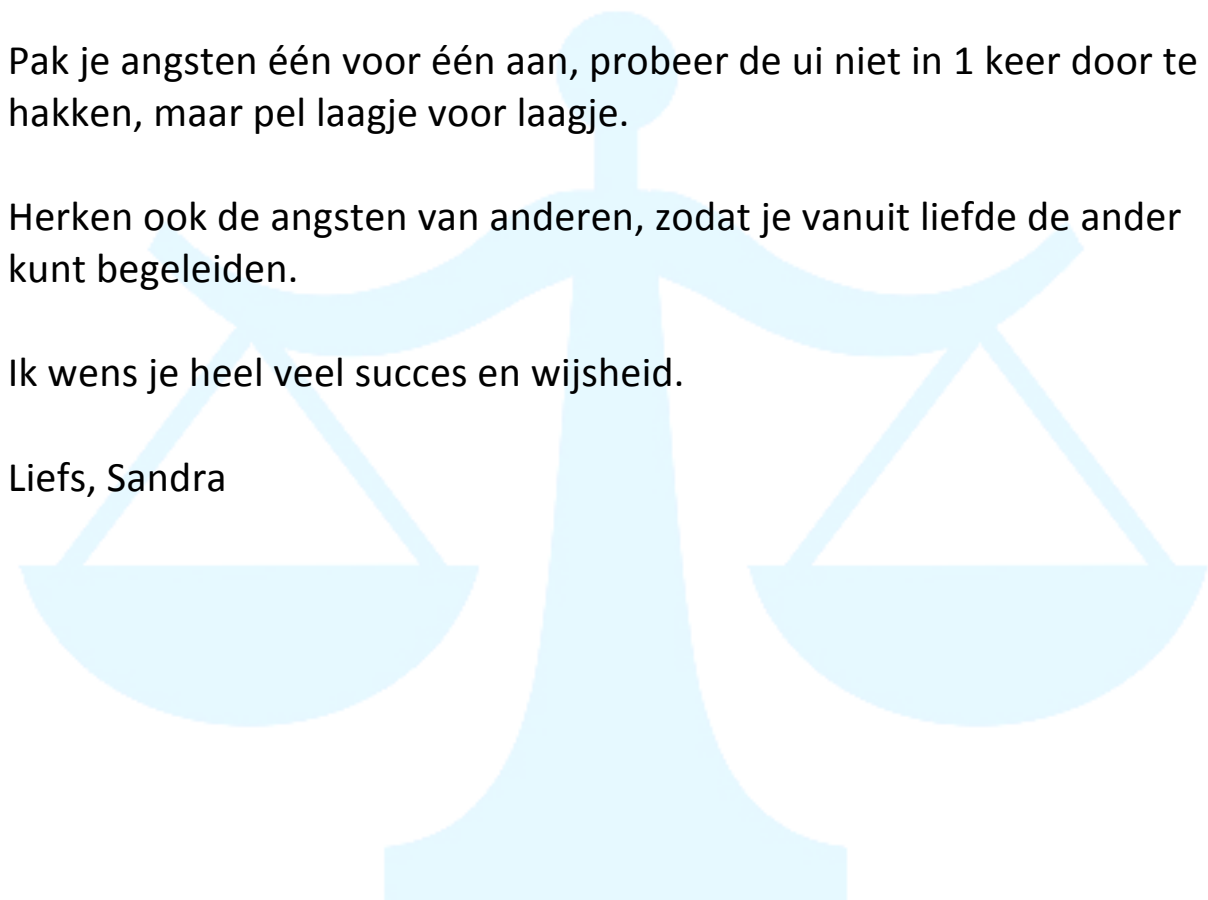 Pak je angsten één voor één aan, probeer de ui niet in 1 keer door te
hakken, maar pel laagje voor laagje.
Herken ook de angsten van anderen, zodat je vanuit liefde de ander
kunt begeleiden.
Ik wens je heel veel succes en wijsheid.
Liefs, Sandra